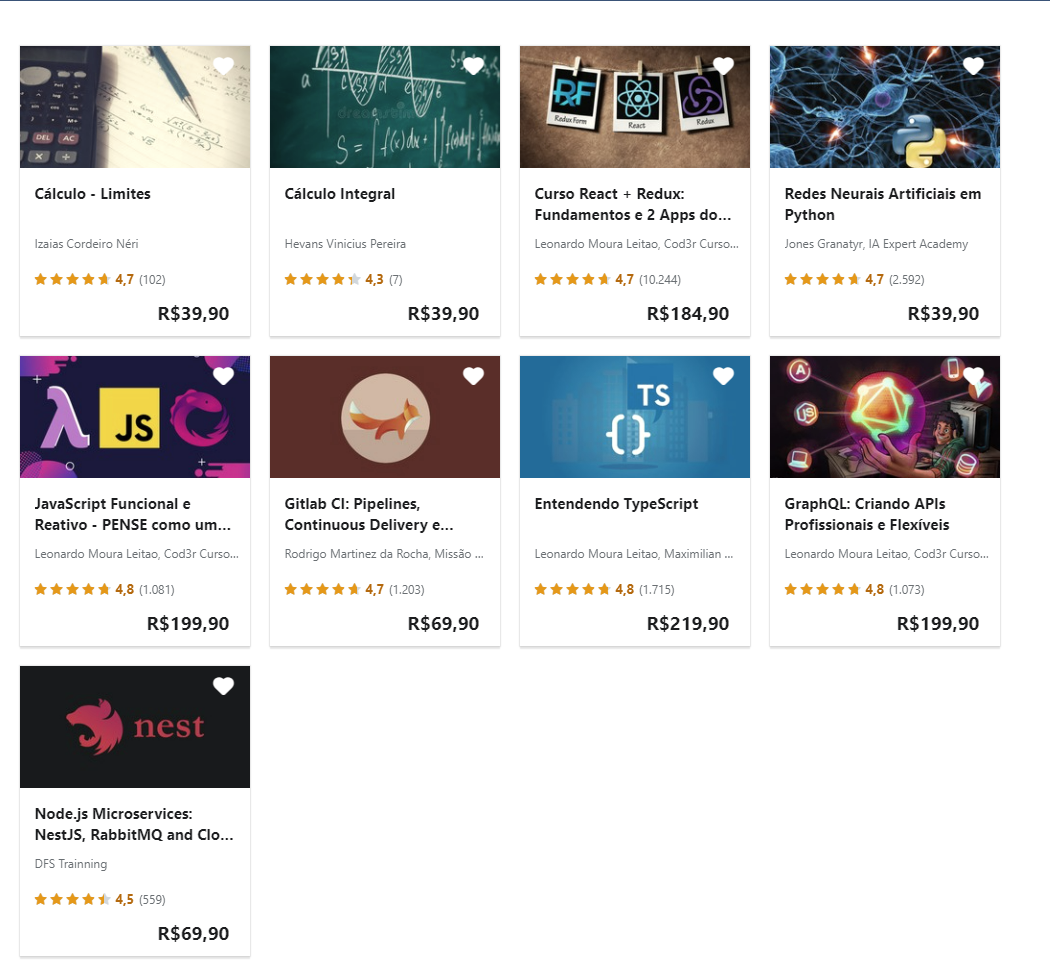 Cálculo - Limites
Izaias Cordeiro Néri
4,7 (102)
R$39,90
Cálculo Integral
Hevans Vinicius Pereira
4,3 (7)
R$39,90
Redux Form
React
Redux
Curso React + Redux:
Fundamentos e 2 Apps do...
Leonardo Moura Leitao, Cod3r Curso...
4,7 (10.244)
R$184,90
Redes Neurais Artificiais em
Python
Jones Granatyr, IA Expert Academy
4,7 (2.592)
R$39,90
JS
JavaScript Funcional e
Reativo - PENSE como um...
Leonardo Moura Leitao, Cod3r Curso...
4,8 (1.081)
R$199,90
Gitlab CI: Pipelines,
Continuous Delivery e...
Rodrigo Martinez da Rocha, Missão ...
4,7 (1.203)
R$69,90
TS
{}
Entendendo TypeScript
Leonardo Moura Leitao, Maximilian ...
4,8 (1.715)
R$219,90
GraphQL: Criando APIs
Profissionais e Flexíveis
Leonardo Moura Leitao, Cod3r Curso...
4,8 (1.073)
R$199,90
nest
Node.js Microservices:
NestJS, RabbitMQ and Clo...
DFS Trainning
4,5 (559)
R$69,90